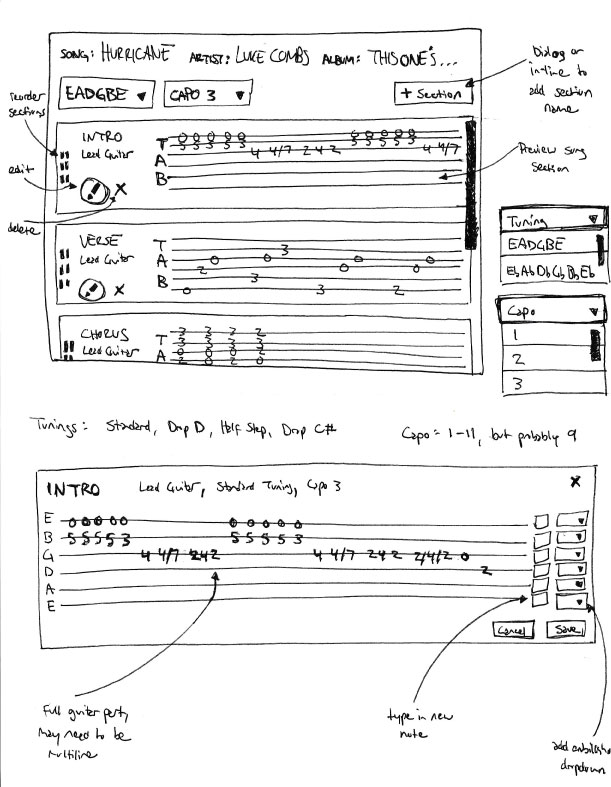 SONG: HURRICANE ARTIST: LUKE COMBS ALBUM: THIS ONE'S...
EADGBE ▼ CAPO 3 ▼ + Section
Dialog or
in-line to
add section
name
reorder
sections
edit
delete
INTRO
Lead Guitar
T
A
B
0 0 0 0 0
5 5 5 5 3
4 4/7 2 4 2
0 0 0 0 0
5 5 5 5 3
4 4/7
Preview song
section
VERSE
Lead Guitar
T
A
B
0 2 0 3 0 3 3 0 0 2 0
CHORUS
Lead Guitar
T
A
3 3 3 2
3 3 3 3
0 0 0 0
2 0 2 0
Tuning ▼
EADGBE
Eb Ab Db Gb Bb Eb
Capo ▼
1
2
3
Tunings: Standard, Drop D, Half Step, Drop C#
Capo = 1-11, but probably 9
INTRO Lead Guitar, Standard Tuning, Capo 3 X
E 0 0 0 0 0 0 0 0 0 0
B 5 5 5 5 3 5 5 5 5 3
G 4 4/7 2 4 2 4 4/7 2 4 2 2/4/2 0
D 2
A
E
Cancel Save
Full guitar part,
may need to be
multiline
type in new
note
add
dropdown